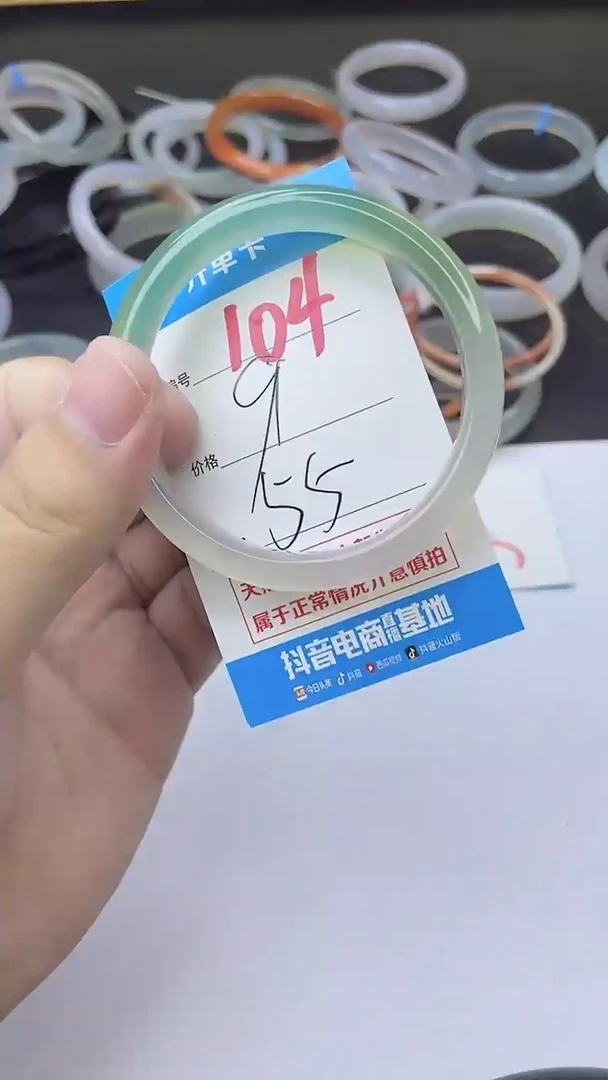 开单卡
104
编号
9
价格
55
属于正常情况介意慎拍
抖音电商直播基地
今日头条 抖音 西瓜视频 抖音火山版